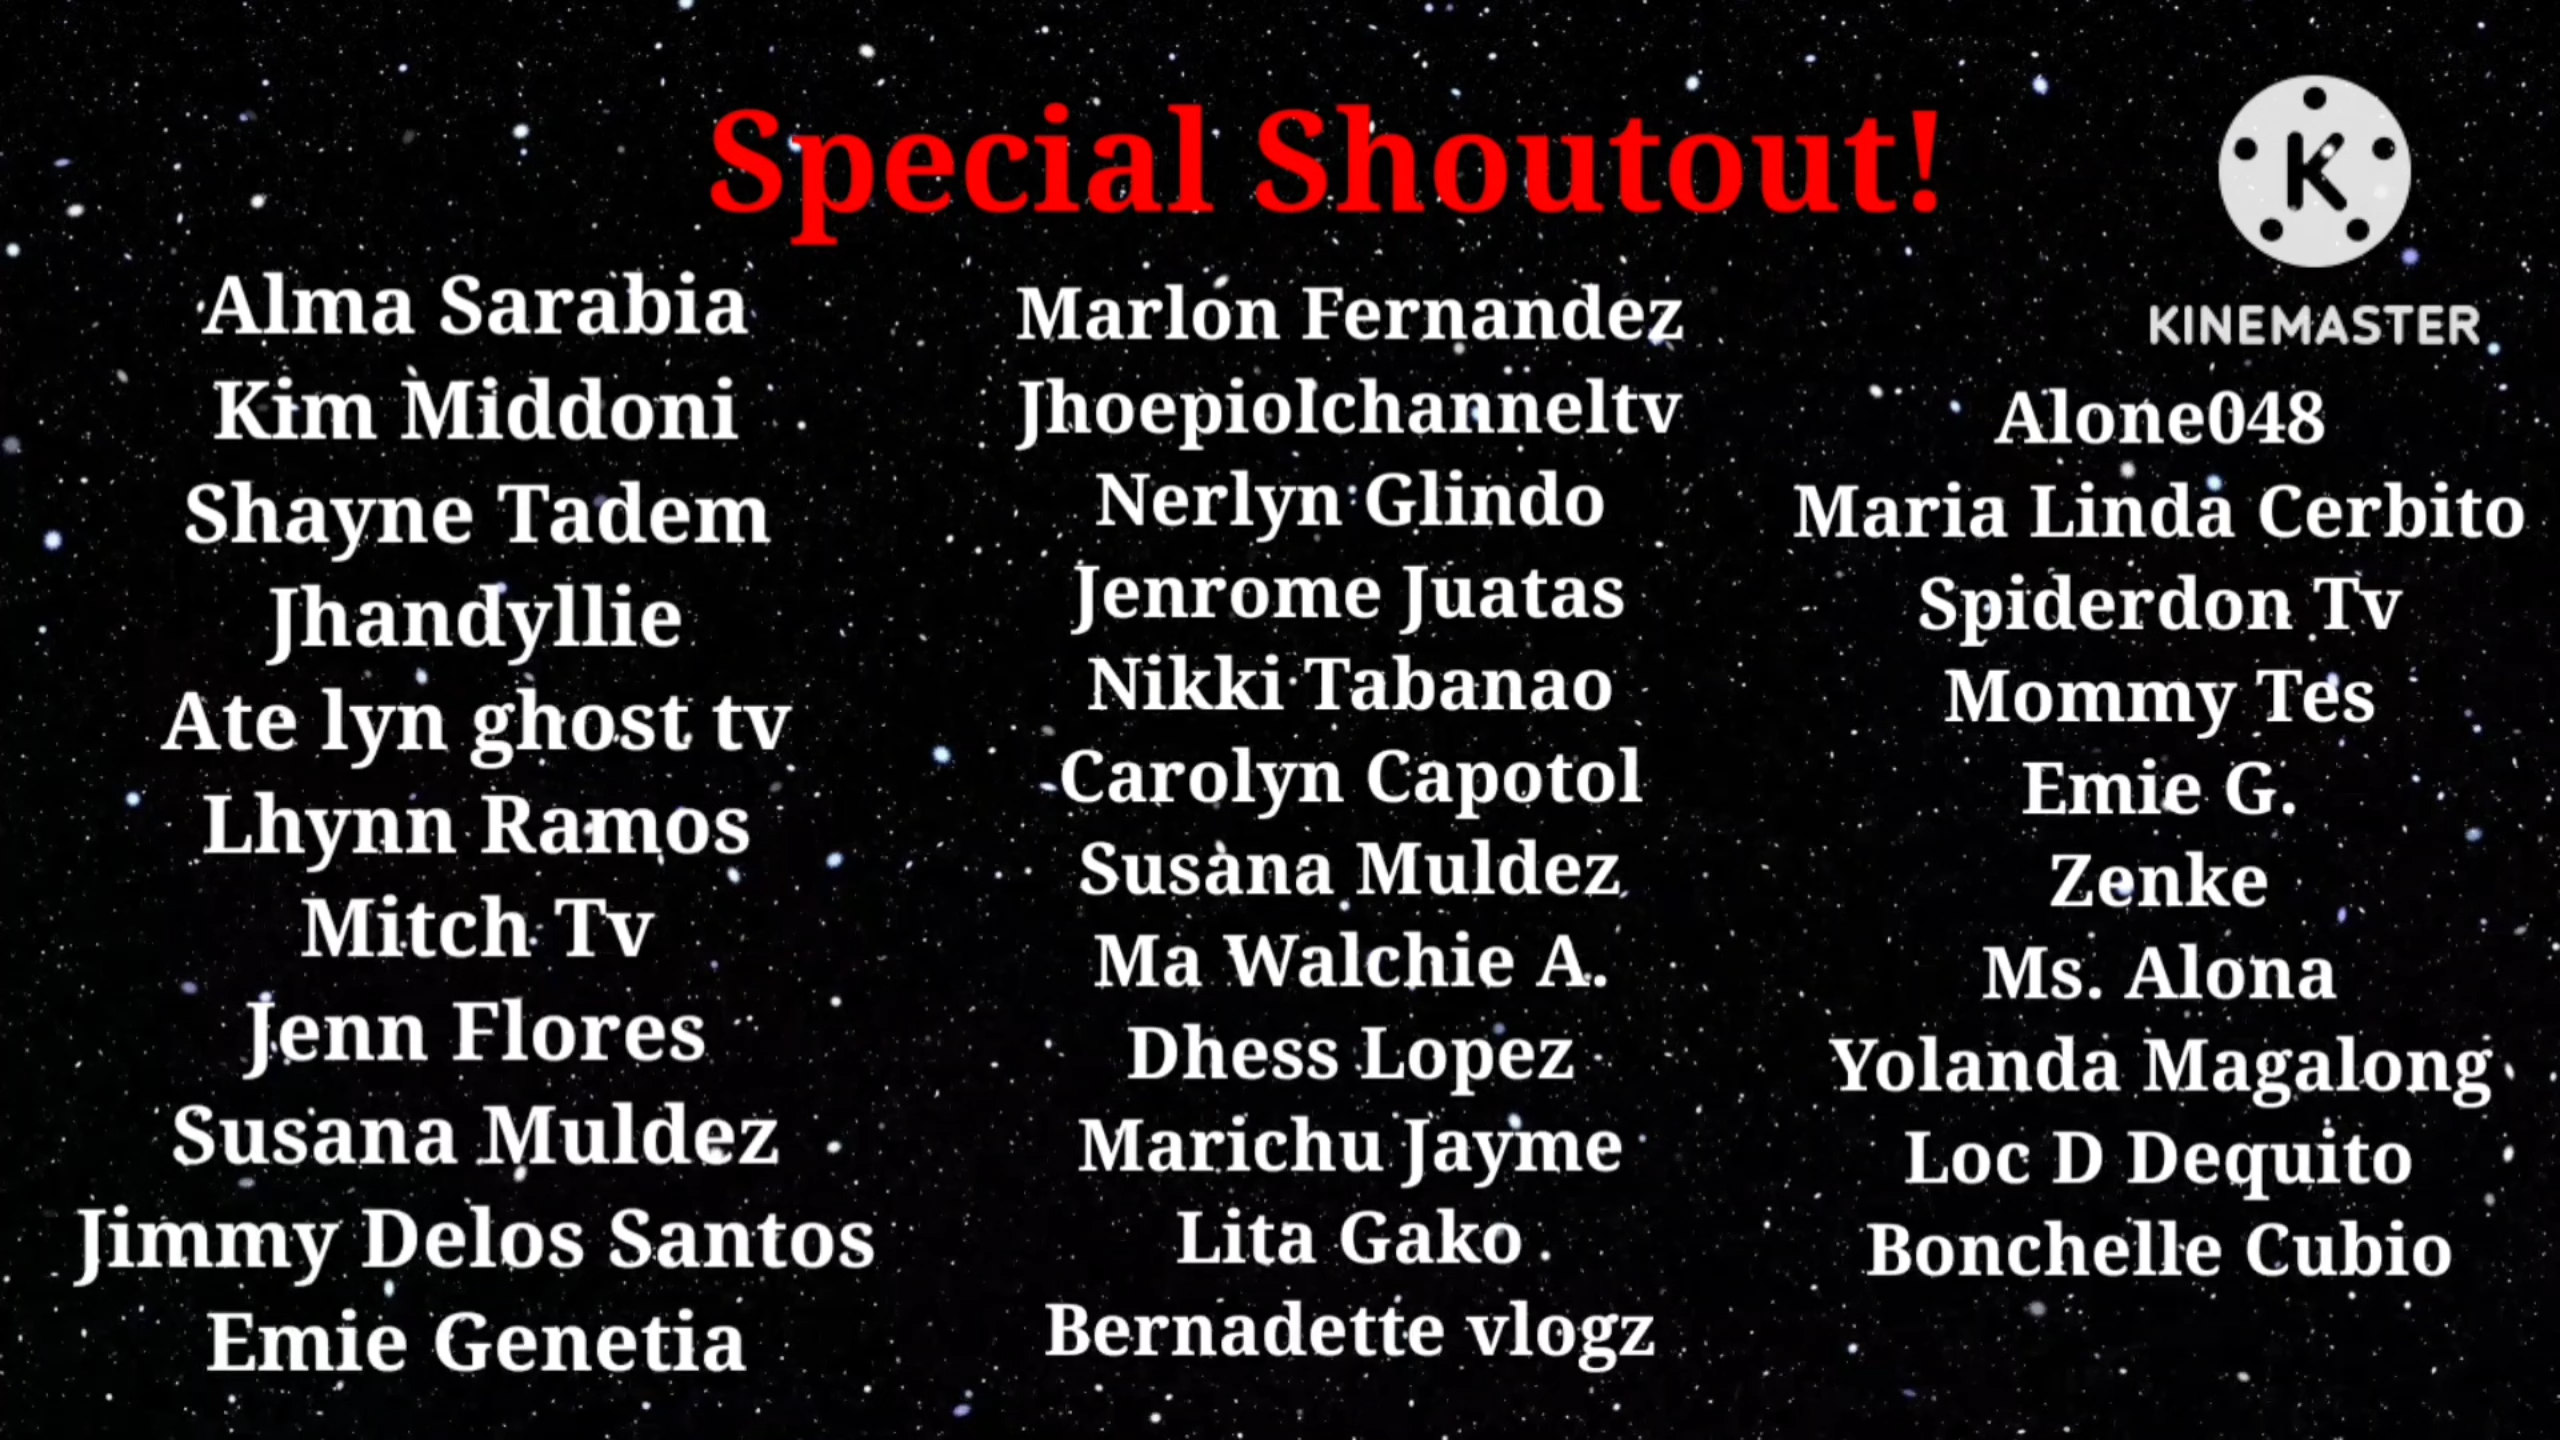 Special Shoutout!
K
KINEMASTER
Alma Sarabia
Kim Middoni
Shayne Tadem
Jhandyllie
Ate lyn ghost tv
Lhynn Ramos
Mitch Tv
Jenn Flores
Susana Muldez
Jimmy Delos Santos
Emie Genetia
Marlon Fernandez
Jhoepiolchanneltv
Nerlyn Glindo
Jenrome Juatas
Nikki Tabanao
Carolyn Capotol
Susana Muldez
Ma Walchie A.
Dhess Lopez
Marichu Jayme
Lita Gako
Bernadette vlogz
Alone048
Maria Linda Cerbito
Spiderdon Tv
Mommy Tes
Emie G.
Zenke
Ms. Alona
Yolanda Magalong
Loc D Dequito
Bonchelle Cubio